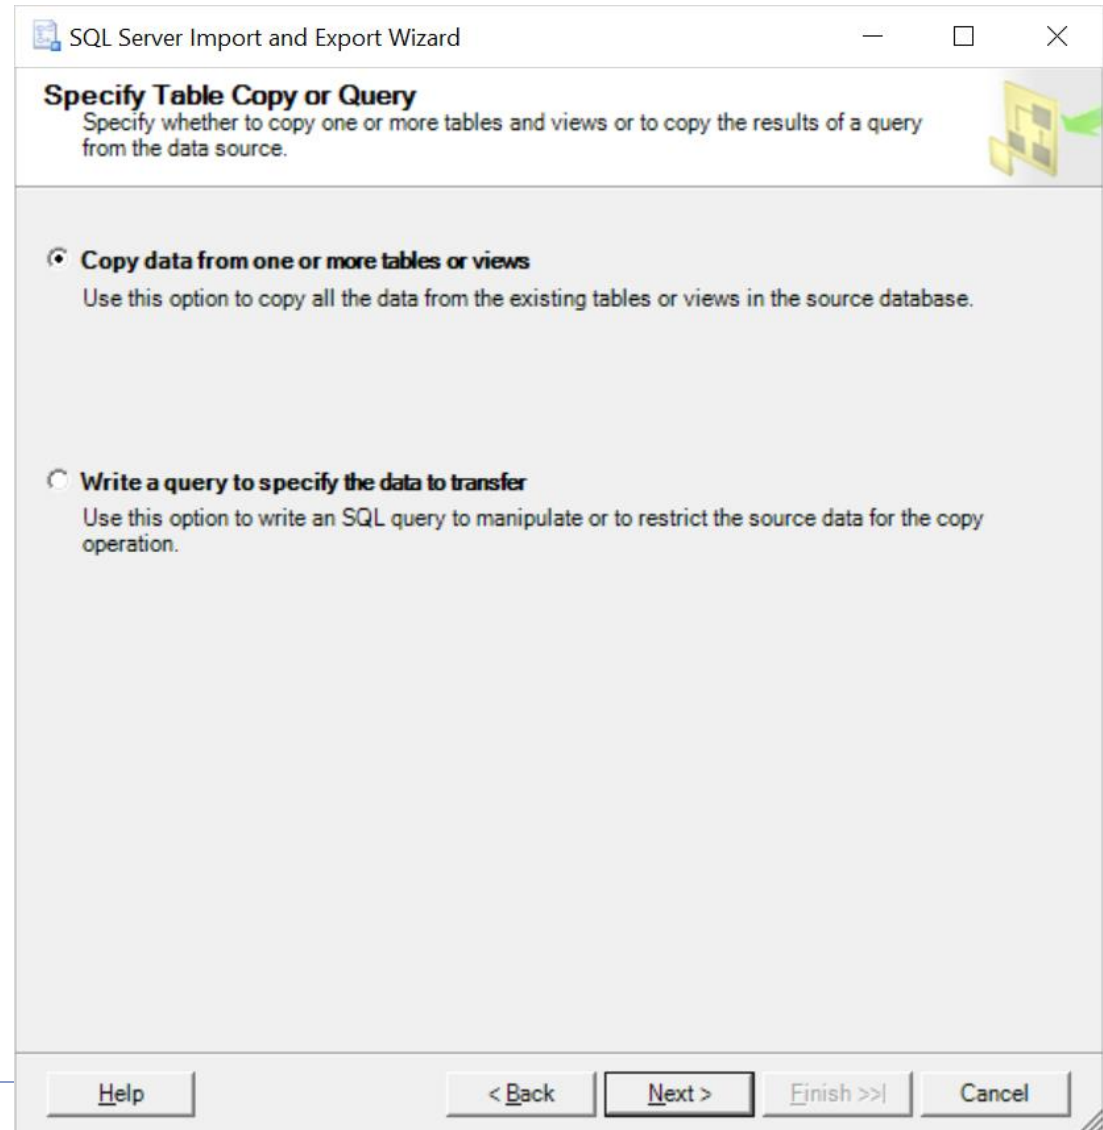 SQL Server Import and Export Wizard
Specify Table Copy or Query
Specify whether to copy one or more tables and views or to copy the results of a query
from the data source.
Copy data from one or more tables or views
Use this option to copy all the data from the existing tables or views in the source database.
Write a query to specify the data to transfer
Use this option to write an SQL query to manipulate or to restrict the source data for the copy
operation.
Help < Back Next > Finish >>| Cancel